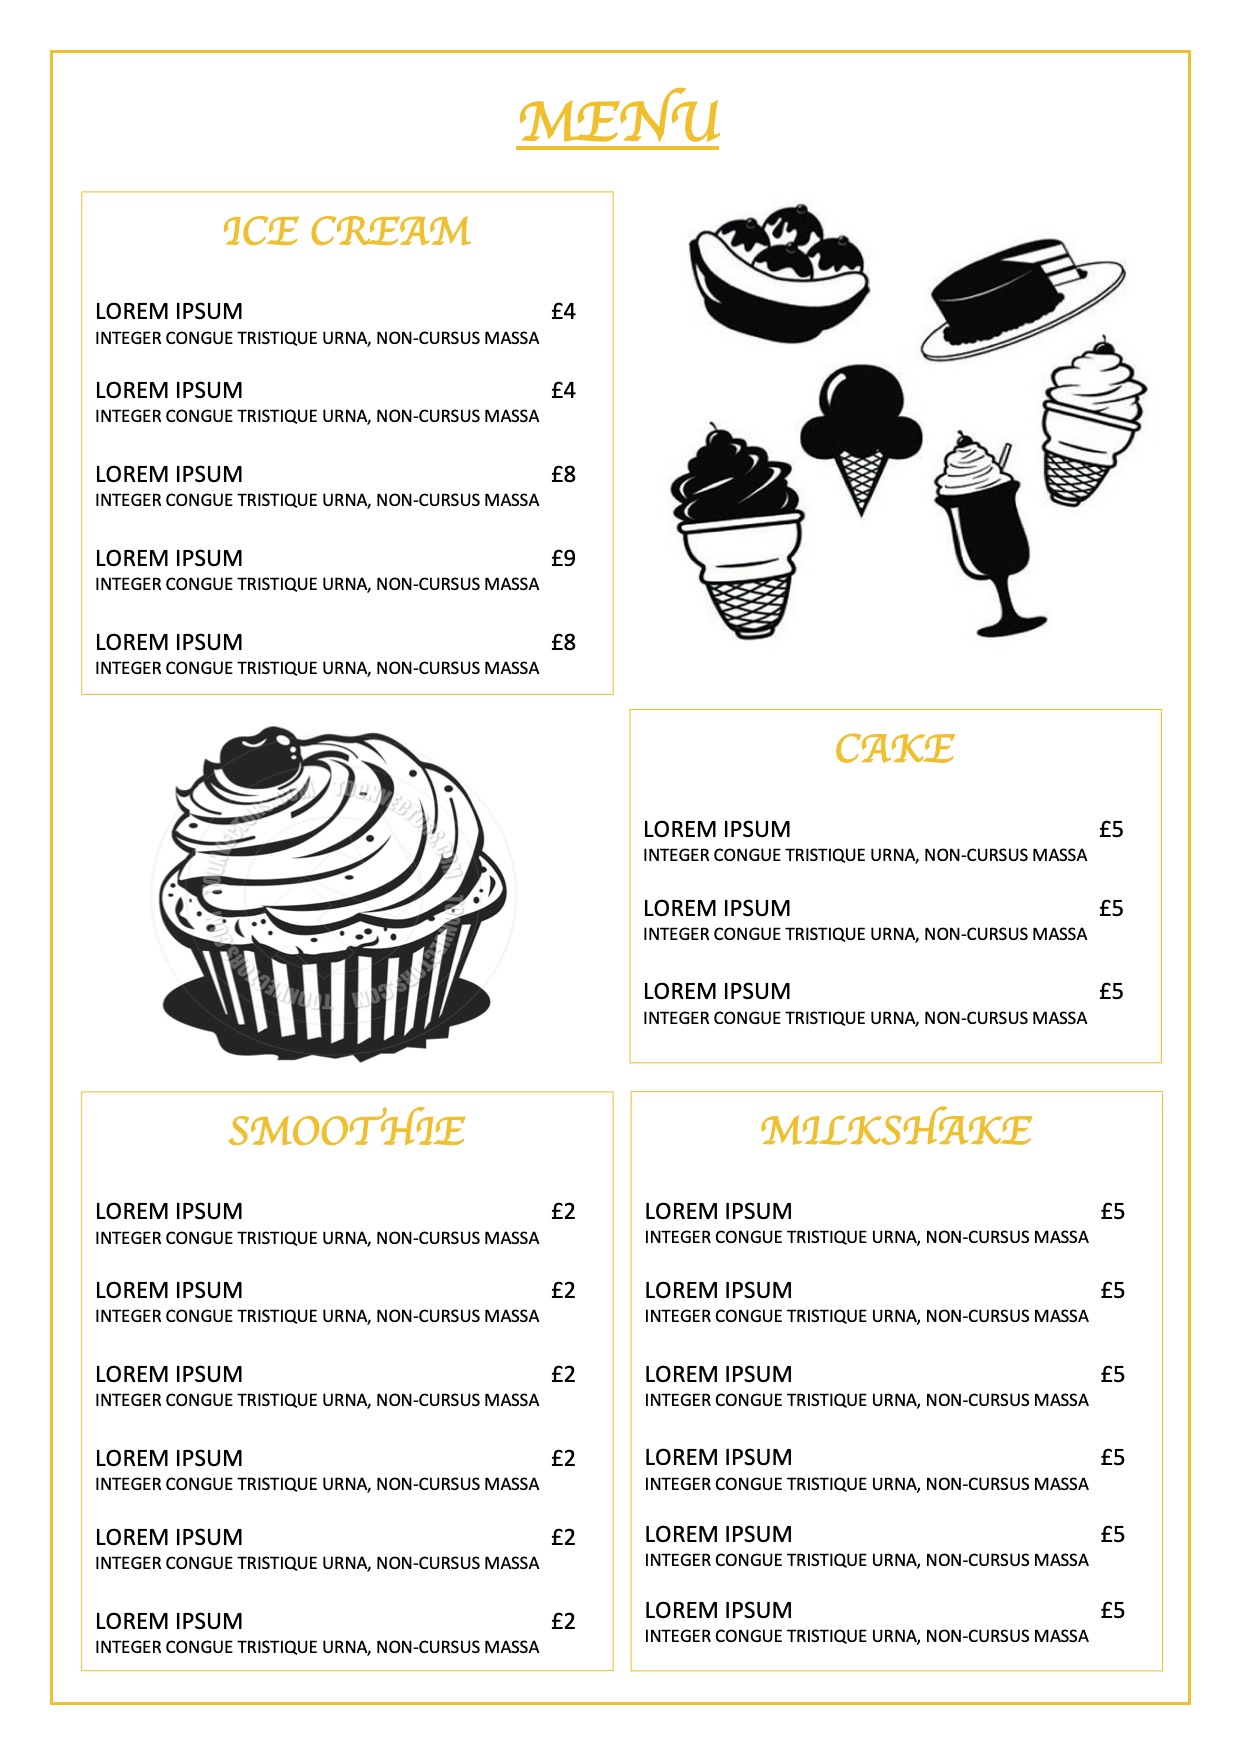 MENU
ICE CREAM
LOREM IPSUM £4
INTEGER CONGUE TRISTIQUE URNA, NON-CURSUS MASSA
LOREM IPSUM £4
INTEGER CONGUE TRISTIQUE URNA, NON-CURSUS MASSA
LOREM IPSUM £8
INTEGER CONGUE TRISTIQUE URNA, NON-CURSUS MASSA
LOREM IPSUM £9
INTEGER CONGUE TRISTIQUE URNA, NON-CURSUS MASSA
LOREM IPSUM £8
INTEGER CONGUE TRISTIQUE URNA, NON-CURSUS MASSA
TOONVECTORS.COM
TOONVECTORS.COM
TOONVECTORS.COM
TOONVECTORS.COM
CAKE
LOREM IPSUM £5
INTEGER CONGUE TRISTIQUE URNA, NON-CURSUS MASSA
LOREM IPSUM £5
INTEGER CONGUE TRISTIQUE URNA, NON-CURSUS MASSA
LOREM IPSUM £5
INTEGER CONGUE TRISTIQUE URNA, NON-CURSUS MASSA
SMOOTHIE
LOREM IPSUM £2
INTEGER CONGUE TRISTIQUE URNA, NON-CURSUS MASSA
LOREM IPSUM £2
INTEGER CONGUE TRISTIQUE URNA, NON-CURSUS MASSA
LOREM IPSUM £2
INTEGER CONGUE TRISTIQUE URNA, NON-CURSUS MASSA
LOREM IPSUM £2
INTEGER CONGUE TRISTIQUE URNA, NON-CURSUS MASSA
LOREM IPSUM £2
INTEGER CONGUE TRISTIQUE URNA, NON-CURSUS MASSA
LOREM IPSUM £2
INTEGER CONGUE TRISTIQUE URNA, NON-CURSUS MASSA
MILKSHAKE
LOREM IPSUM £5
INTEGER CONGUE TRISTIQUE URNA, NON-CURSUS MASSA
LOREM IPSUM £5
INTEGER CONGUE TRISTIQUE URNA, NON-CURSUS MASSA
LOREM IPSUM £5
INTEGER CONGUE TRISTIQUE URNA, NON-CURSUS MASSA
LOREM IPSUM £5
INTEGER CONGUE TRISTIQUE URNA, NON-CURSUS MASSA
LOREM IPSUM £5
INTEGER CONGUE TRISTIQUE URNA, NON-CURSUS MASSA
LOREM IPSUM £5
INTEGER CONGUE TRISTIQUE URNA, NON-CURSUS MASSA